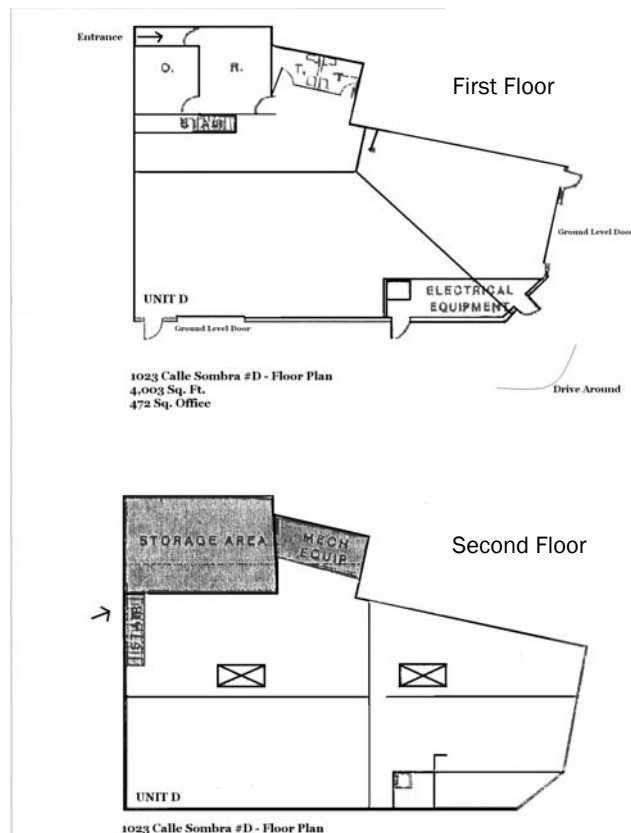 Entrance
O.
R.
T.
T.
First Floor
Ground Level Door
ELECTRICAL
EQUIPMENT
UNIT D
Ground Level Door
1023 Calle Sombra #D - Floor Plan
4,003 Sq. Ft.
472 Sq. Office
Drive Around
STORAGE AREA
MECH
EQUIP
Second Floor
UNIT D
1023 Calle Sombra #D - Floor Plan